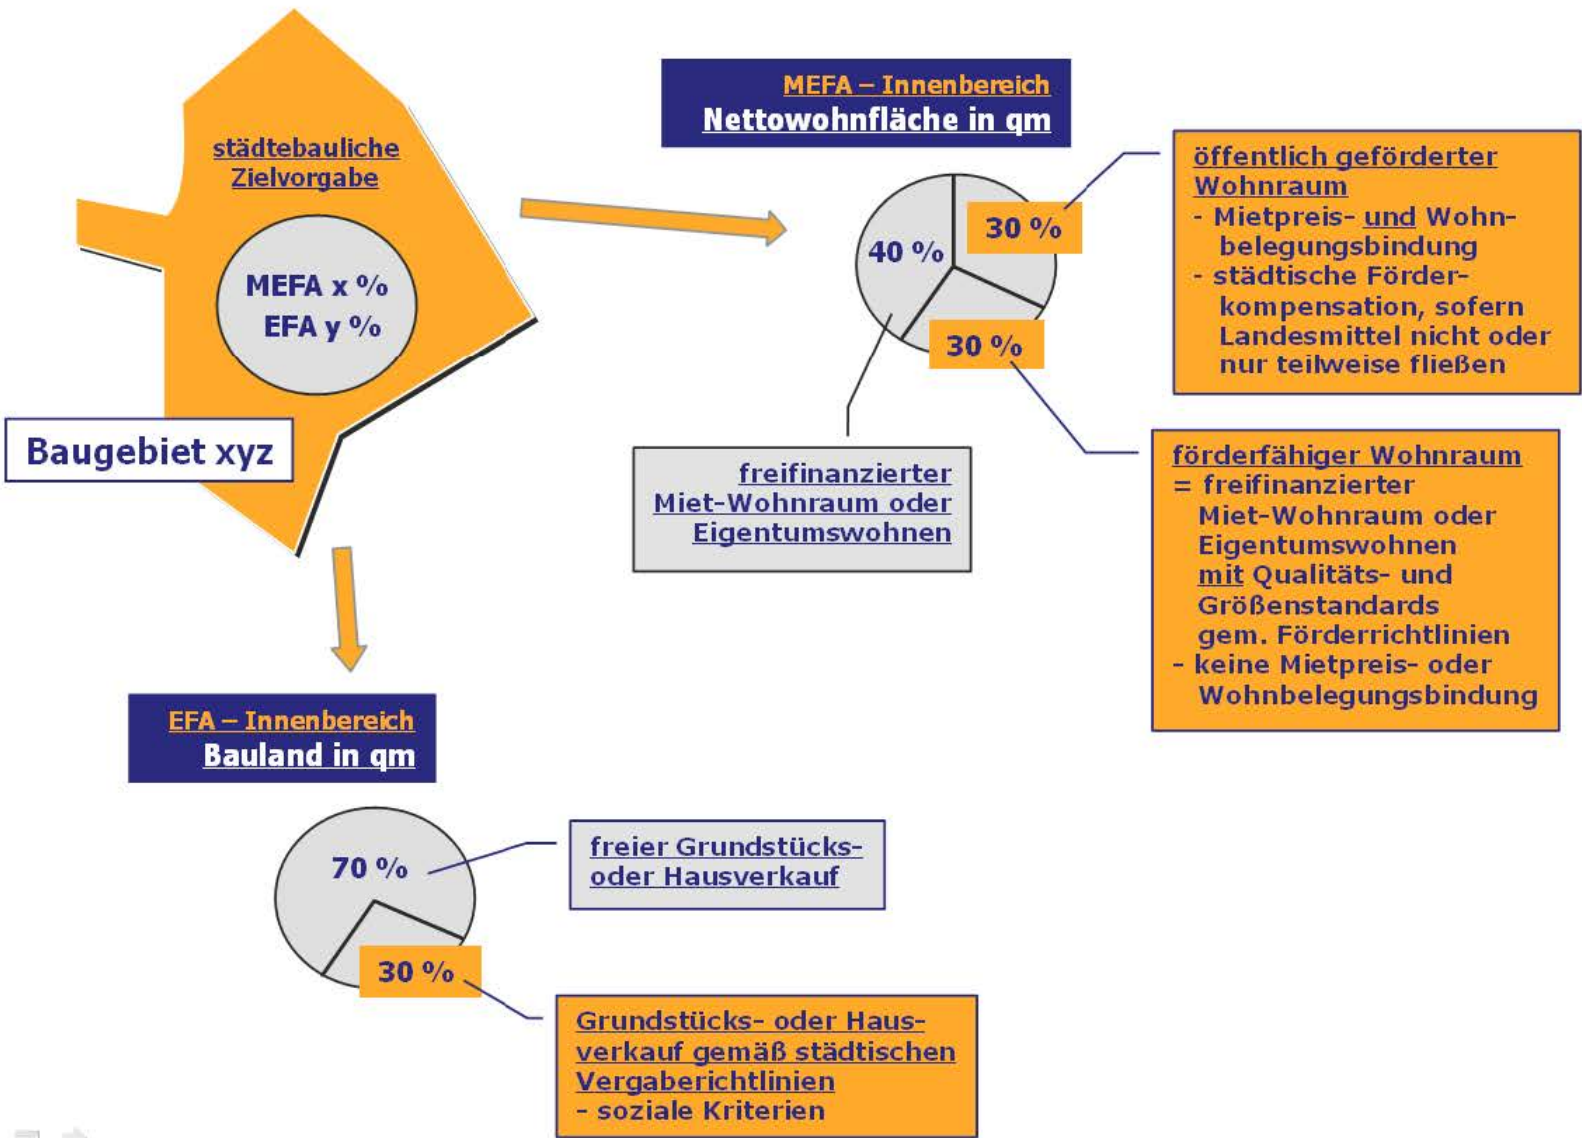 städtebauliche
Zielvorgabe
MEFA x %
EFA y %
Baugebiet xyz
MEFA – Innenbereich
Nettowohnfläche in qm
40 %
30 %
30 %
öffentlich geförderter
Wohnraum
- Mietpreis- und Wohn-
belegungsbindung
- städtische Förder-
kompensation, sofern
Landesmittel nicht oder
nur teilweise fließen
freifinanzierter
Miet-Wohnraum oder
Eigentumswohnen
förderfähiger Wohnraum
= freifinanzierter
Miet-Wohnraum oder
Eigentumswohnen
mit Qualitäts- und
Größenstandards
gem. Förderrichtlinien
- keine Mietpreis- oder
Wohnbelegungsbindung
EFA – Innenbereich
Bauland in qm
70 %
30 %
freier Grundstücks-
oder Hausverkauf
Grundstücks- oder Haus-
verkauf gemäß städtischen
Vergaberichtlinien
- soziale Kriterien